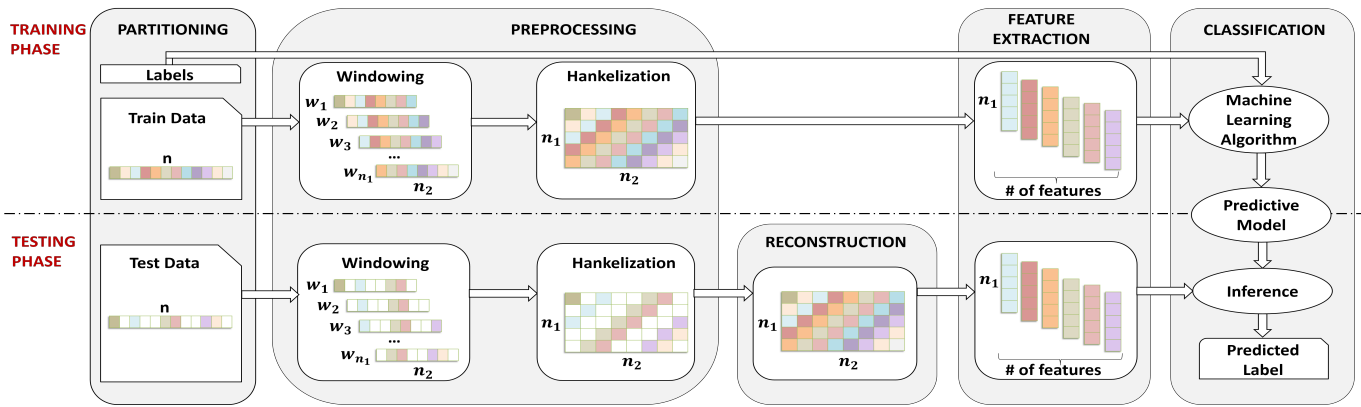 TRAINING
PHASE
PARTITIONING
PREPROCESSING
FEATURE
EXTRACTION
CLASSIFICATION
Labels
Train Data
n
Windowing
w1
w2
w3
...
wn1
n2
Hankelization
n1
n2
n1
# of features
Machine
Learning
Algorithm
Predictive
Model
TESTING
PHASE
Test Data
n
Windowing
w1
w2
w3
...
wn1
n2
Hankelization
n1
n2
RECONSTRUCTION
n1
n2
n1
# of features
Inference
Predicted
Label